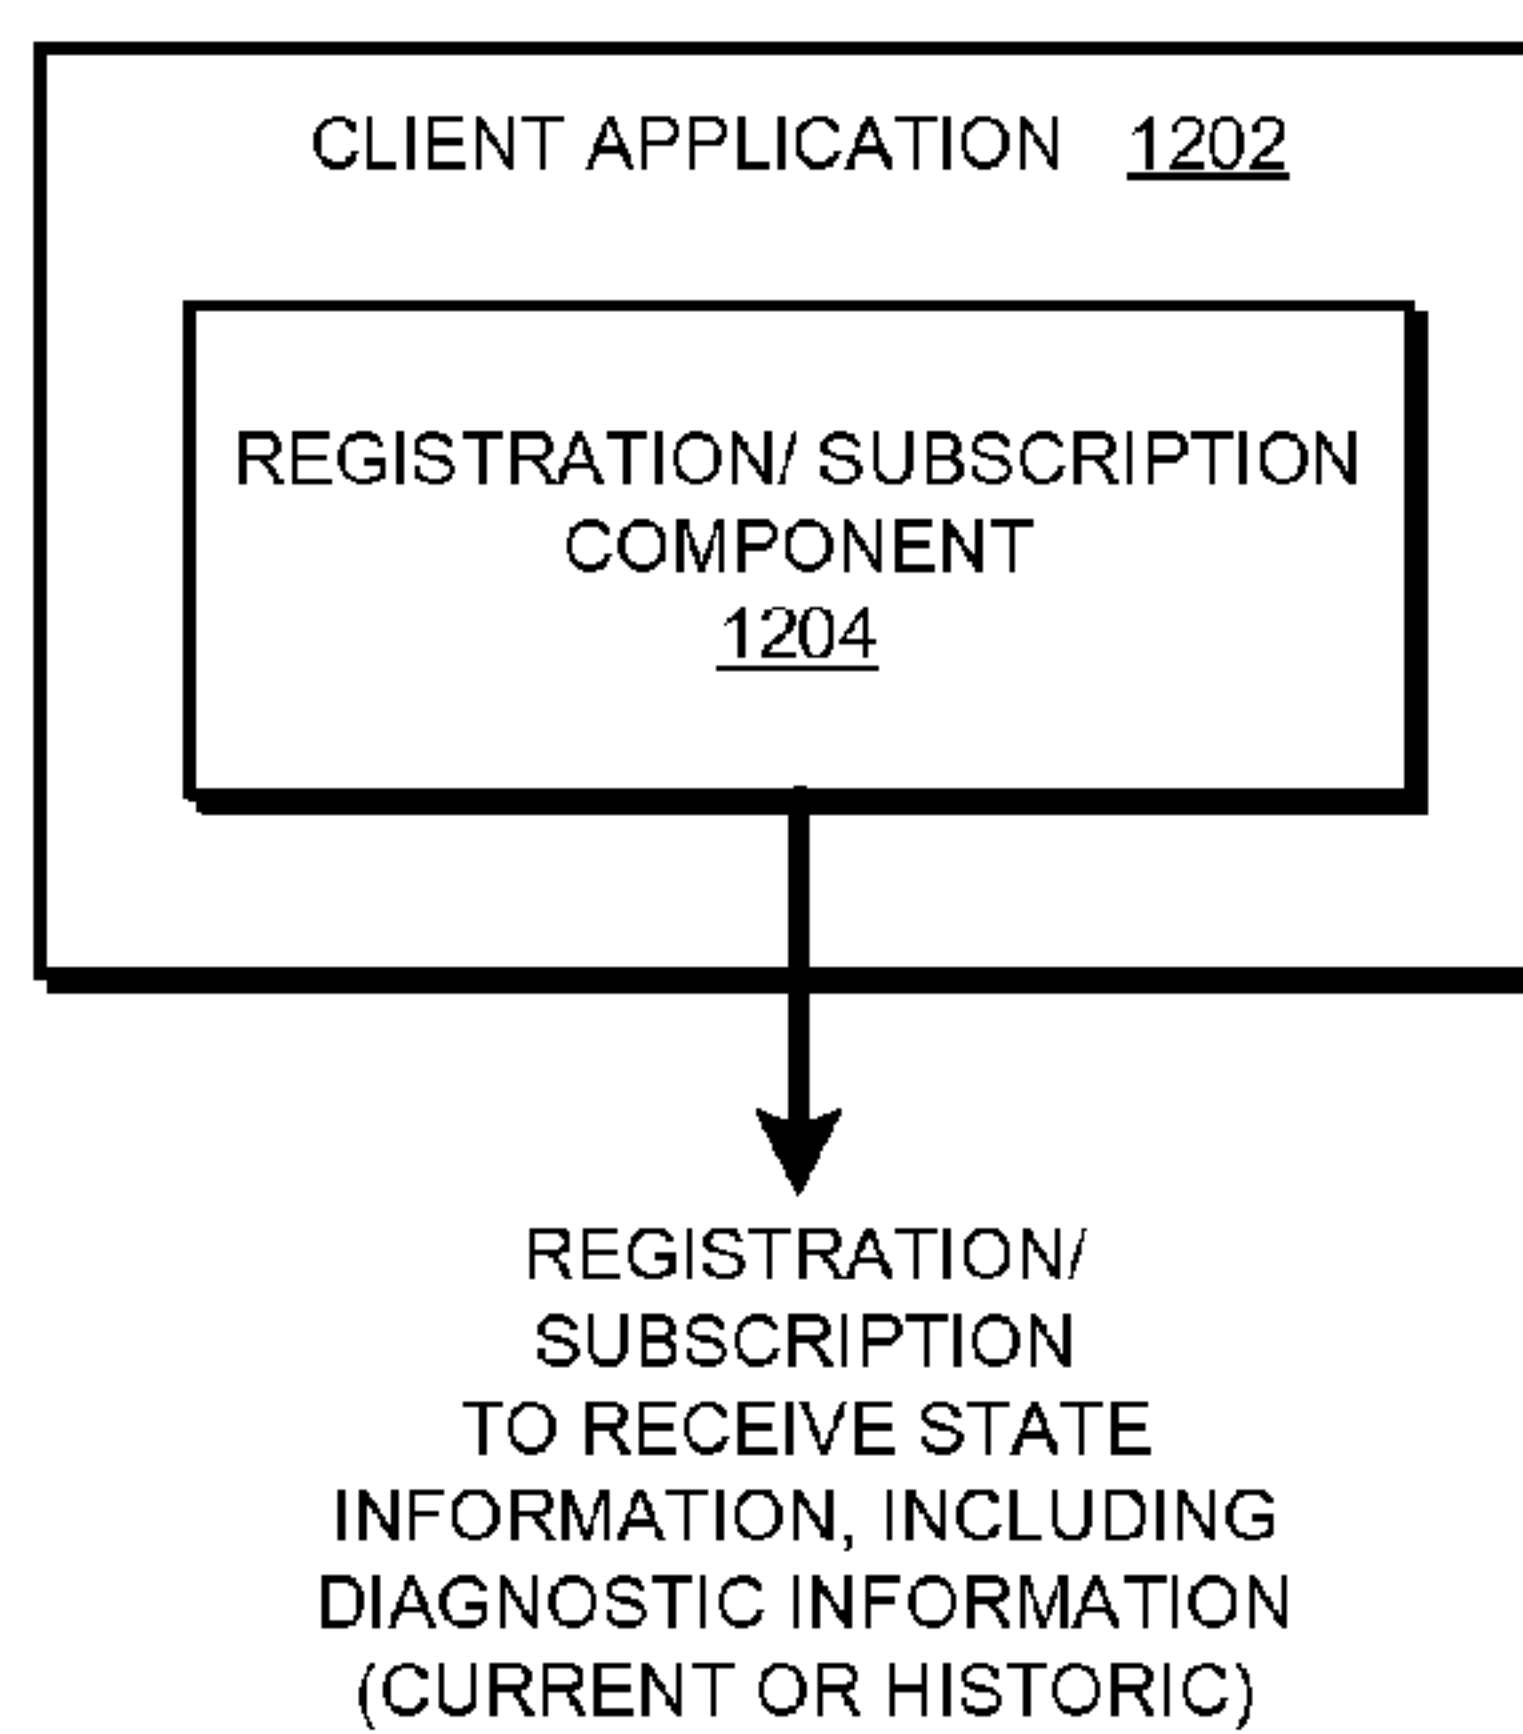 CLIENT APPLICATION 1202
REGISTRATION/ SUBSCRIPTION
COMPONENT
1204
REGISTRATION/
SUBSCRIPTION
TO RECEIVE STATE
INFORMATION, INCLUDING
DIAGNOSTIC INFORMATION
(CURRENT OR HISTORIC)